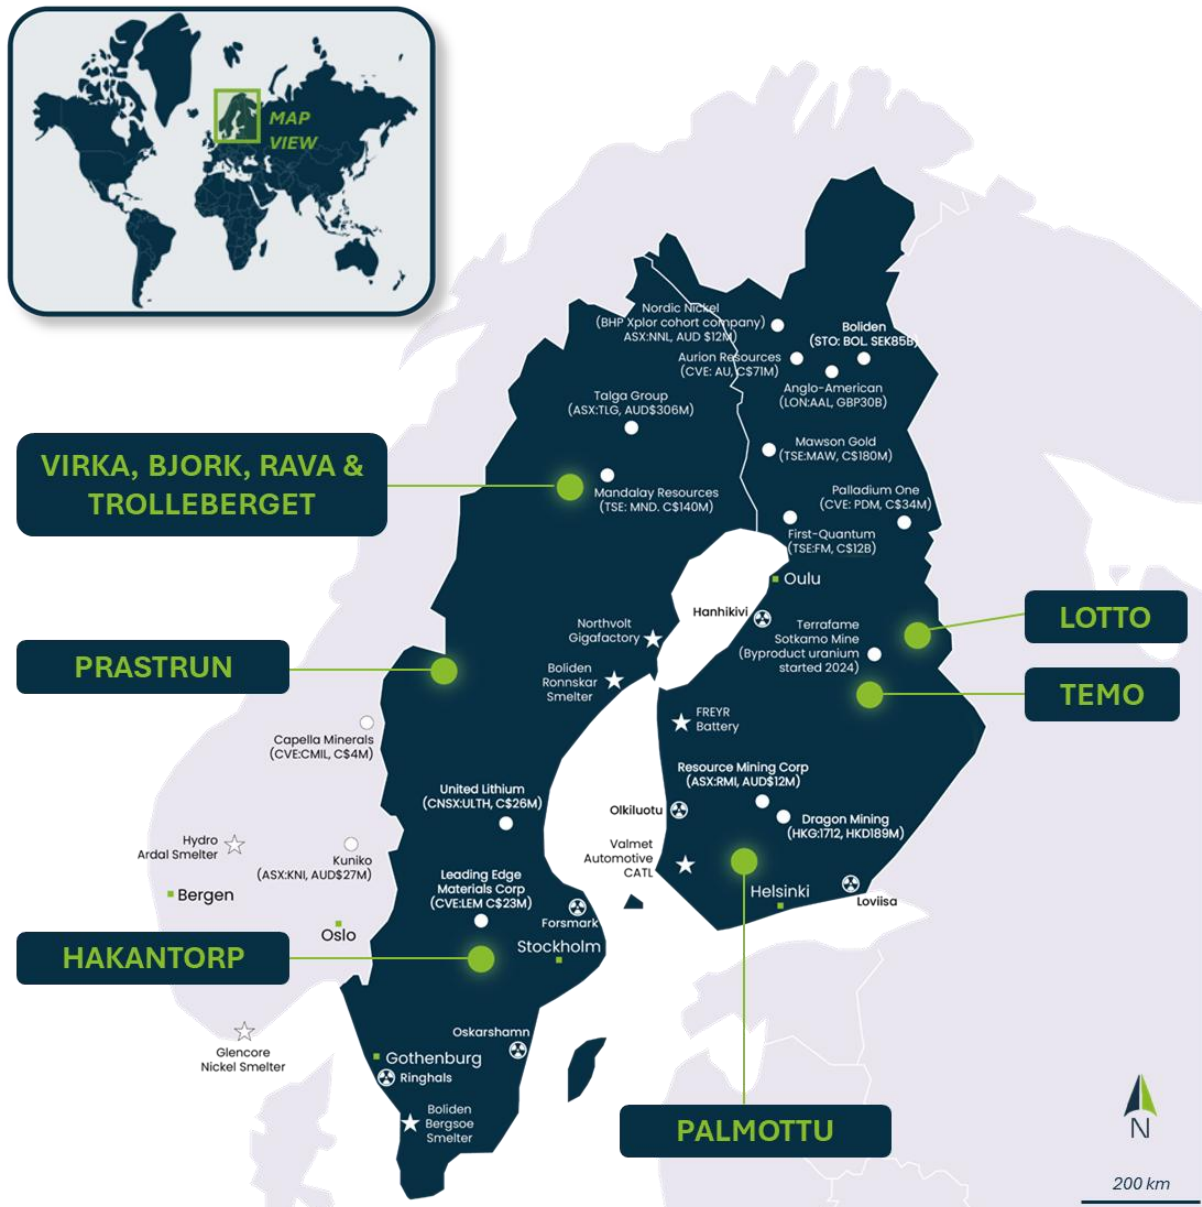 MAP
VIEW
Nordic Nickel
(BHP Xplor cohort company)
ASX:NNL, AUD $12M)
Boliden
(STO: BOL. SEK85B)
Aurion Resources
(CVE: AU, C$71M)
Anglo-American
(LON:AAL, GBP30B)
Talga Group
(ASX:TLG, AUD$306M)
Mawson Gold
(TSE:MAW, C$180M)
VIRKA, BJORK, RAVA &
TROLLEBERGET
Mandalay Resources
(TSE: MND. C$140M)
Palladium One
(CVE: PDM, C$34M)
First-Quantum
(TSE:FM, C$12B)
Oulu
Hanhikivi
LOTTO
Northvolt
Gigafactory
Terrafame
Sotkamo Mine
(Byproduct uranium
started 2024)
PRASTRUN
Boliden
Ronnskar
Smelter
TEMO
FREYR
Battery
Capella Minerals
(CVE:CMIL, C$4M)
Resource Mining Corp
(ASX:RMI, AUD$12M)
United Lithium
(CNSX:ULTH, C$26M)
Olkiluotu
Dragon Mining
(HKG:1712, HKD189M)
Hydro
Ardal Smelter
Valmet
Automotive
CATL
Kuniko
(ASX:KNI, AUD$27M)
Leading Edge
Materials Corp
(CVE:LEM C$23M)
Bergen
Helsinki
Loviisa
Forsmark
Oslo
Stockholm
HAKANTORP
Oskarshamn
Glencore
Nickel Smelter
Gothenburg
Ringhals
Boliden
Bergsoe
Smelter
PALMOTTU
N
200 km